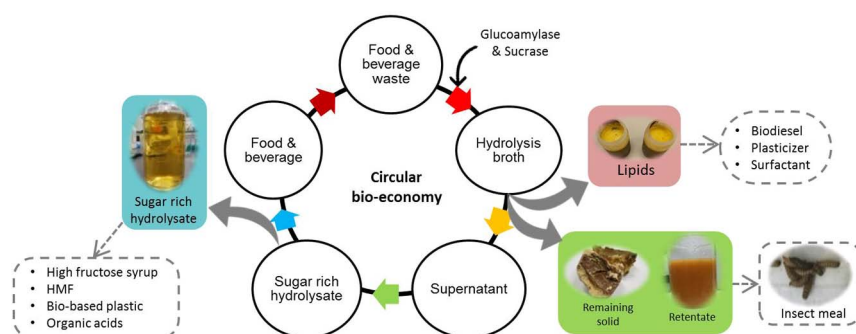 Glucoamylase
& Sucrase
Food &
beverage
waste
Hydrolysis
broth
Supernatant
Sugar rich
hydrolysate
Food &
beverage
Circular
bio-economy
Lipids
• Biodiesel
• Plasticizer
• Surfactant
Remaining
solid
Retentate
Insect meal
Sugar rich
hydrolysate
• High fructose syrup
• HMF
• Bio-based plastic
• Organic acids